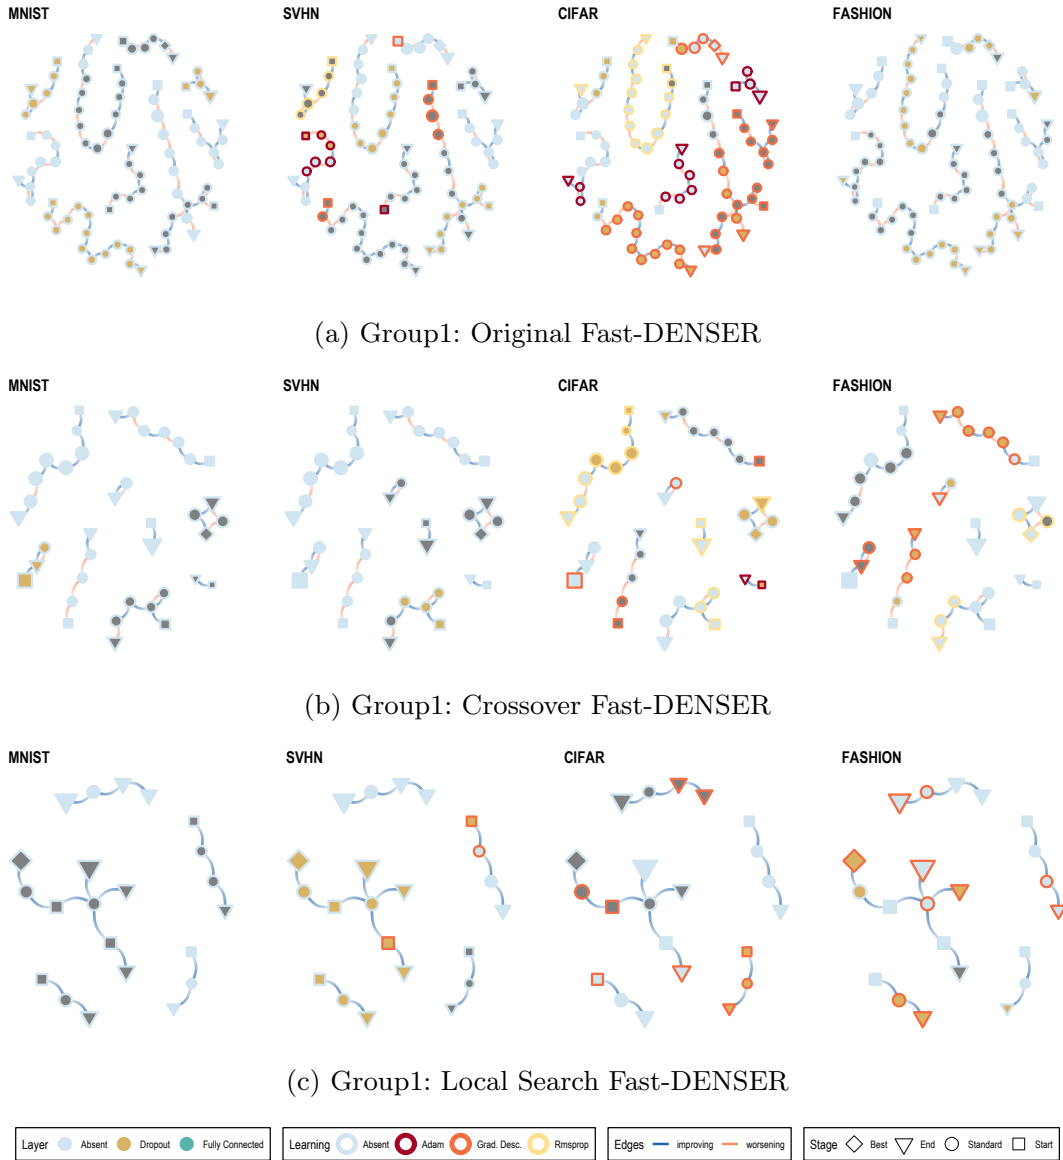 MNIST SVHN CIFAR FASHION
(a) Group1: Original Fast-DENSER
MNIST SVHN CIFAR FASHION
(b) Group1: Crossover Fast-DENSER
MNIST SVHN CIFAR FASHION
(c) Group1: Local Search Fast-DENSER
Layer Absent Dropout Fully Connected Learning Absent Adam Grad. Desc. Rmsprop Edges improving worsening Stage Best End Standard Start